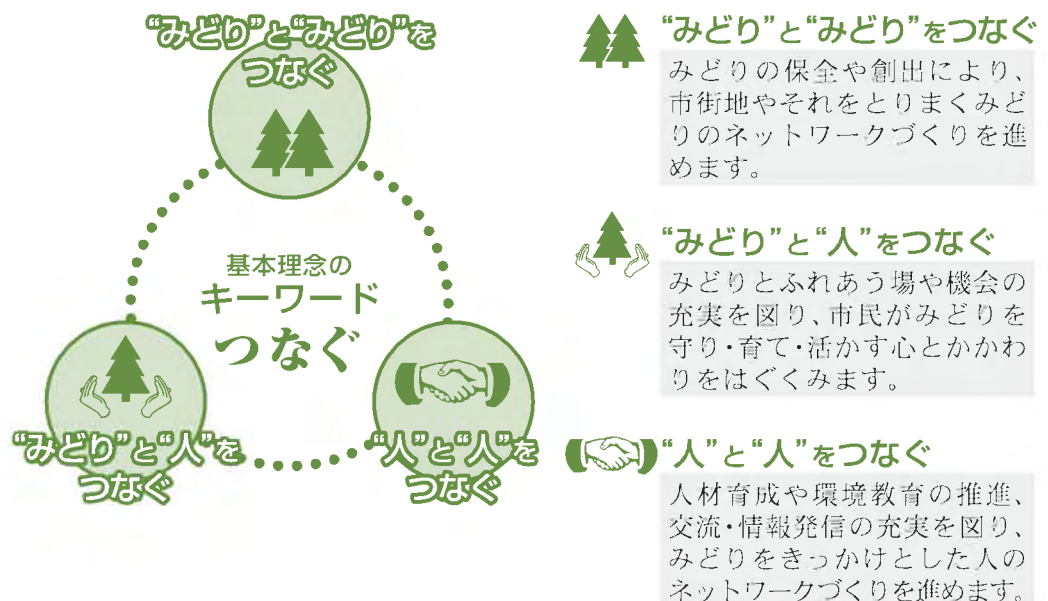 “みどり”と“みどり”を
つなぐ
基本理念の
キーワード
つなぐ
“みどり”と“人”を
つなぐ
“人”と“人”を
つなぐ
“みどり”と“みどり”をつなぐ
みどりの保全や創出により、
市街地やそれをとりまくみど
りのネットワークづくりを進
めます。
“みどり”と“人”をつなぐ
みどりとふれあう場や機会の
充実を図り、市民がみどりを
守り・育て・活かす心とかかわ
りをはぐくみます。
“人”と“人”をつなぐ
人材育成や環境教育の推進、
交流・情報発信の充実を図り、
みどりをきっかけとした人の
ネットワークづくりを進めます。